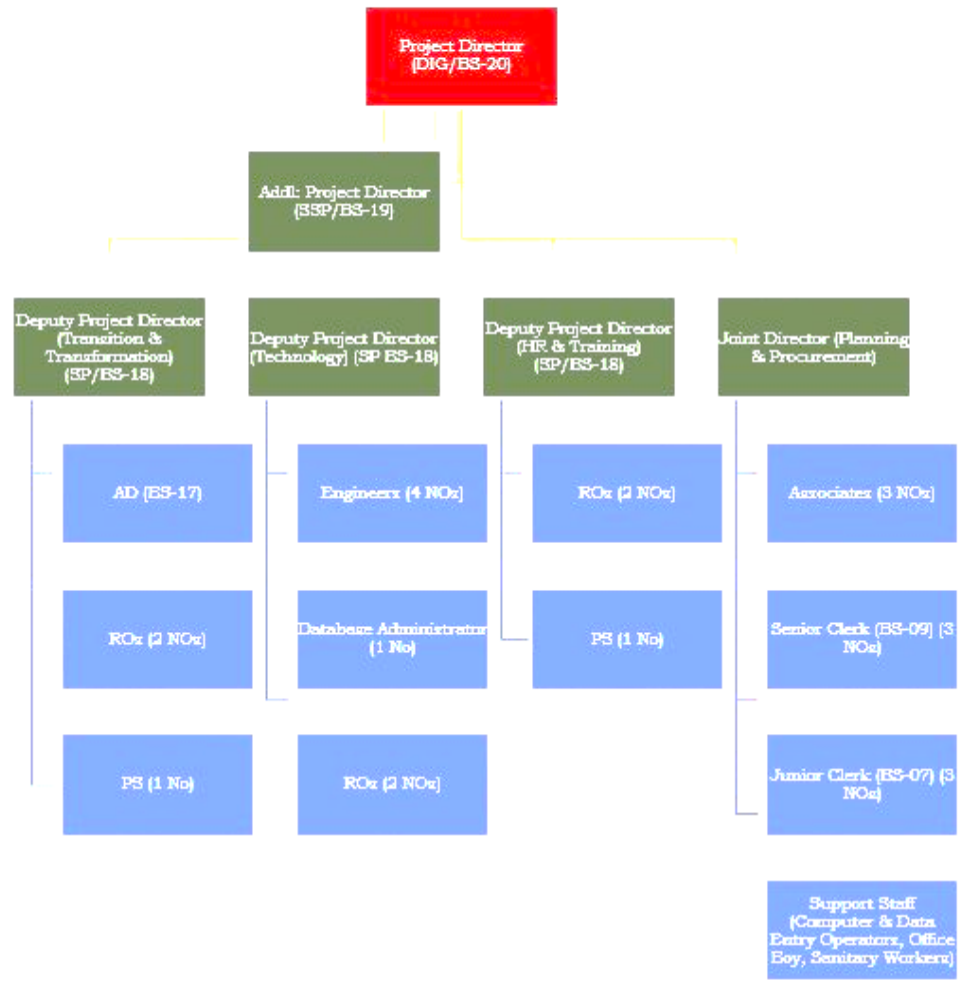 Project Director
(DIG/BS-20)
Addl: Project Director
(SSP/BS-19)
Deputy Project Director
(Transition &
Transformation)
(SP/BS-18)
Deputy Project Director
(Technology) (SP BS-18)
Deputy Project Director
(HR & Training)
(SP/BS-18)
Joint Director (Planning
& Procurement)
AD (BS-17)
Engineers (4 NOs)
ROs (2 NOs)
Associates (3 NOs)
ROs (2 NOs)
Database Administrator
(1 No)
PS (1 No)
Senior Clerk (BS-09) (3
NOs)
PS (1 No)
ROs (2 NOs)
Junior Clerk (BS-07) (3
NOs)
Support Staff
(Computer & Data
Entry Operators, Office
Boy, Sanitary Workers)